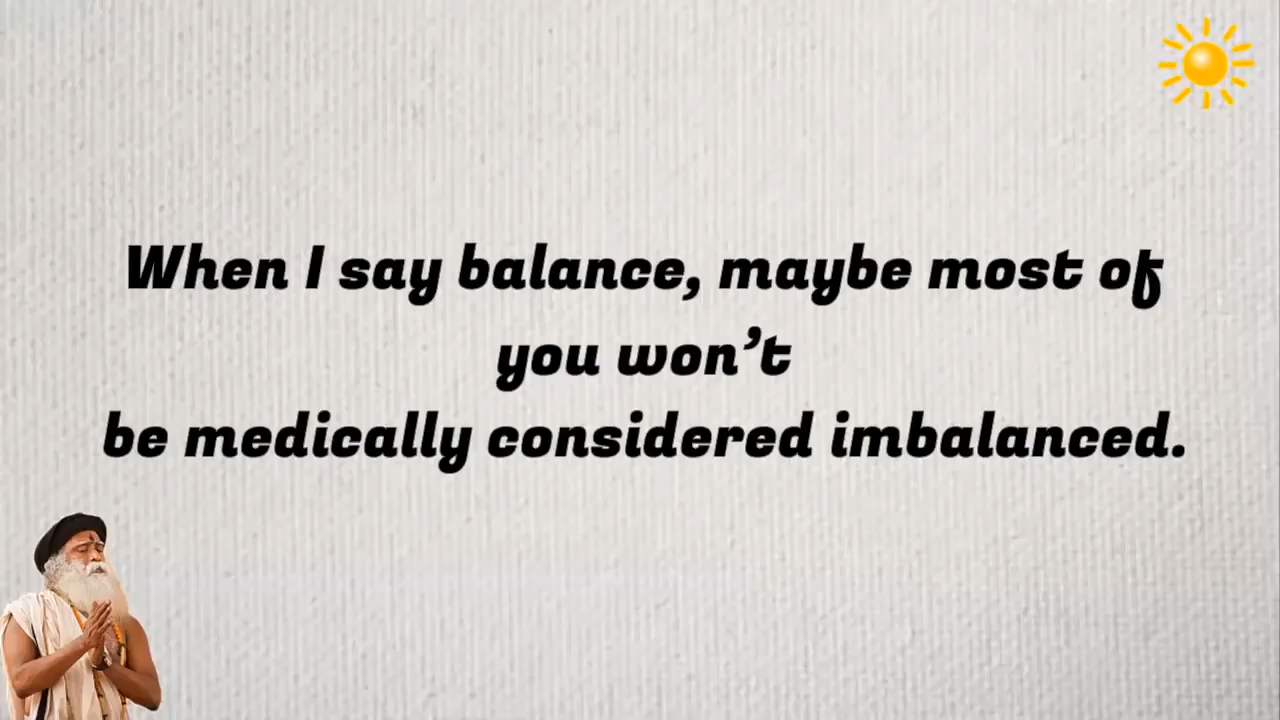 When I say balance, maybe most of
you won’t
be medically considered imbalanced.